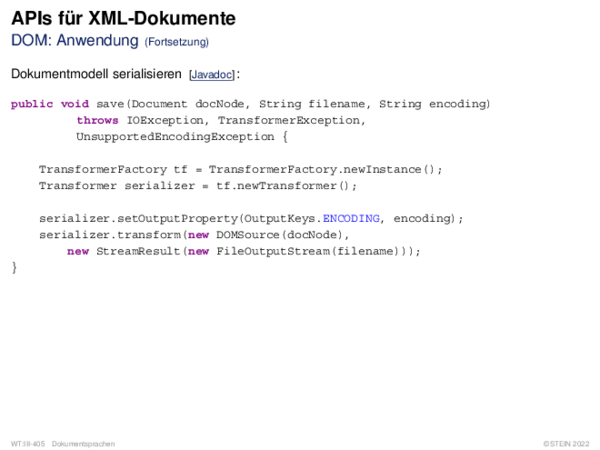 APIs für XML-Dokumente
DOM: Anwendung (Fortsetzung)
Dokumentmodell serialisieren [Javadoc]:
public void save(Document docNode, String filename, String encoding)
throws IOException, TransformerException,
UnsupportedEncodingException {
TransformerFactory tf = TransformerFactory.newInstance();
Transformer serializer = tf.newTransformer();
serializer.setOutputProperty(OutputKeys.ENCODING, encoding);
serializer.transform(new DOMSource(docNode),
new StreamResult(new FileOutputStream(filename)));
}
WT:III-405 Dokumentsprachen ©STEIN 2022